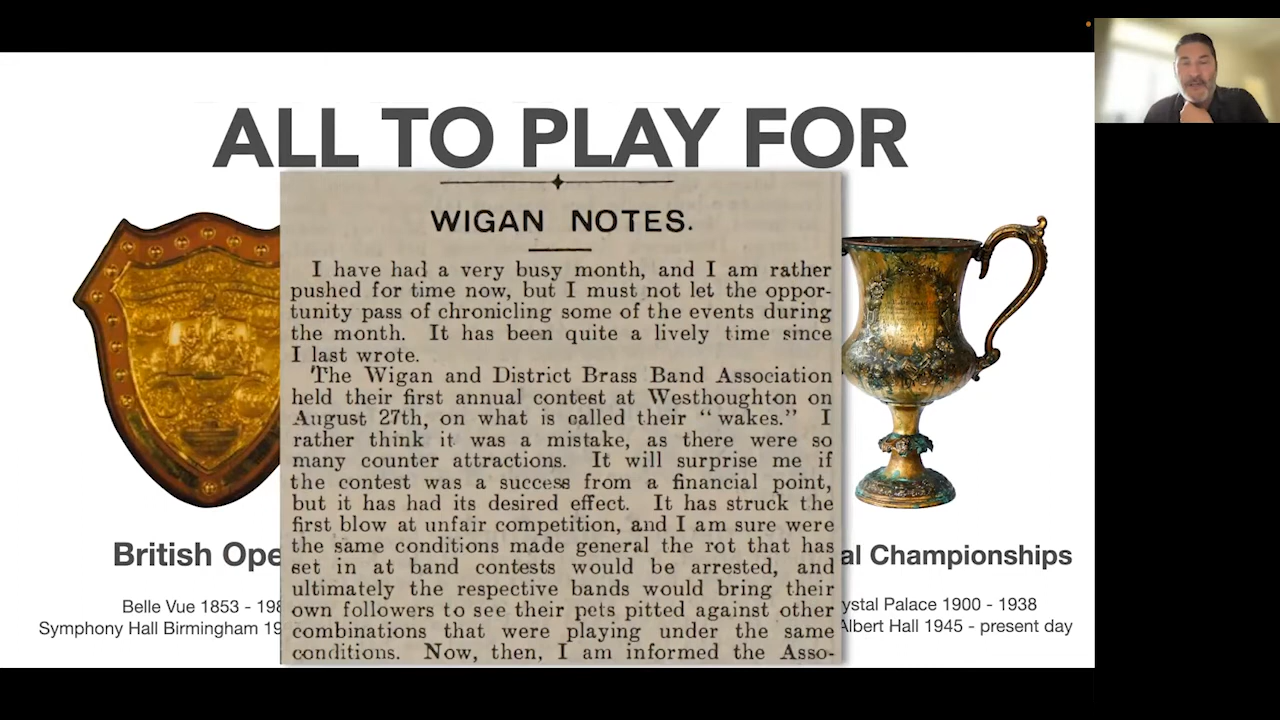 ALL TO PLAY FOR
WIGAN NOTES.
I have had a very busy month, and I am rather
pushed for time now, but I must not let the oppor-
tunity pass of chronicling some of the events during
the month. It has been quite a lively time since
I last wrote.
The Wigan and District Brass Band Association
held their first annual contest at Westhoughton on
August 27th, on what is called their "wakes." I
rather think it was a mistake, as there were so
many counter attractions. It will surprise me if
the contest was a success from a financial point,
but it has had its desired effect. It has struck the
first blow at unfair competition, and I am sure were
the same conditions made general the rot that has
set in at band contests would be arrested, and
ultimately the respective bands would bring their
own followers to see their pets pitted against other
combinations that were playing under the same
conditions. Now, then, I am informed the Asso-
British Ope
Belle Vue 1853 - 198
Symphony Hall Birmingham 19
al Championships
ystal Palace 1900 - 1938
Albert Hall 1945 - present day